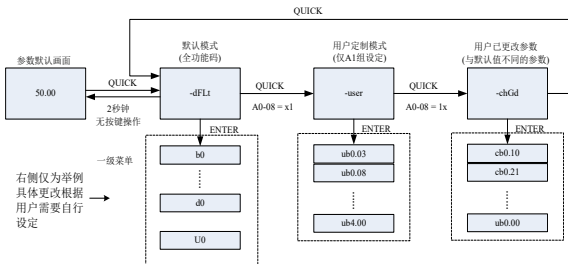 QUICK
参数默认画面
50.00
QUICK
2秒钟
无按键操作
默认模式
(全功能码)
-dFLt
QUICK
A0-08 = x1
用户定制模式
(仅A1组设定)
-user
QUICK
A0-08 = 1x
用户已更改参数
(与默认值不同的参数)
-chGd
ENTER
ENTER
ENTER
一级菜单
b0
d0
U0
ub0.03
ub0.08
ub4.00
cb0.10
cb0.21
ub0.00
右侧仅为举例
具体更改根据
用户需要自行
设定